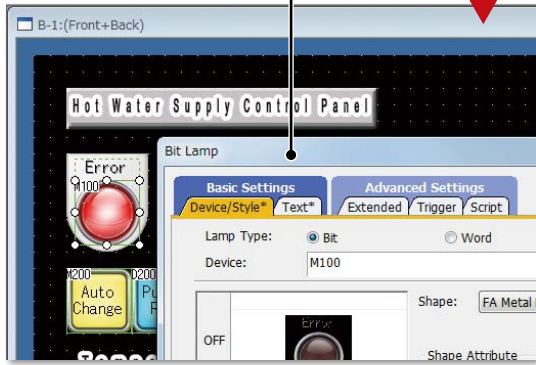 B-1:(Front+Back)
Hot Water Supply Control Panel
Bit Lamp
Error
M100
Basic Settings
Advanced Settings
Device/Style*
Text*
Extended
Trigger
Script
Lamp Type:
Bit
Word
Device:
M100
M200
D200
Auto
Change
Shape:
FA Metal
OFF
Error
Shape Attribute